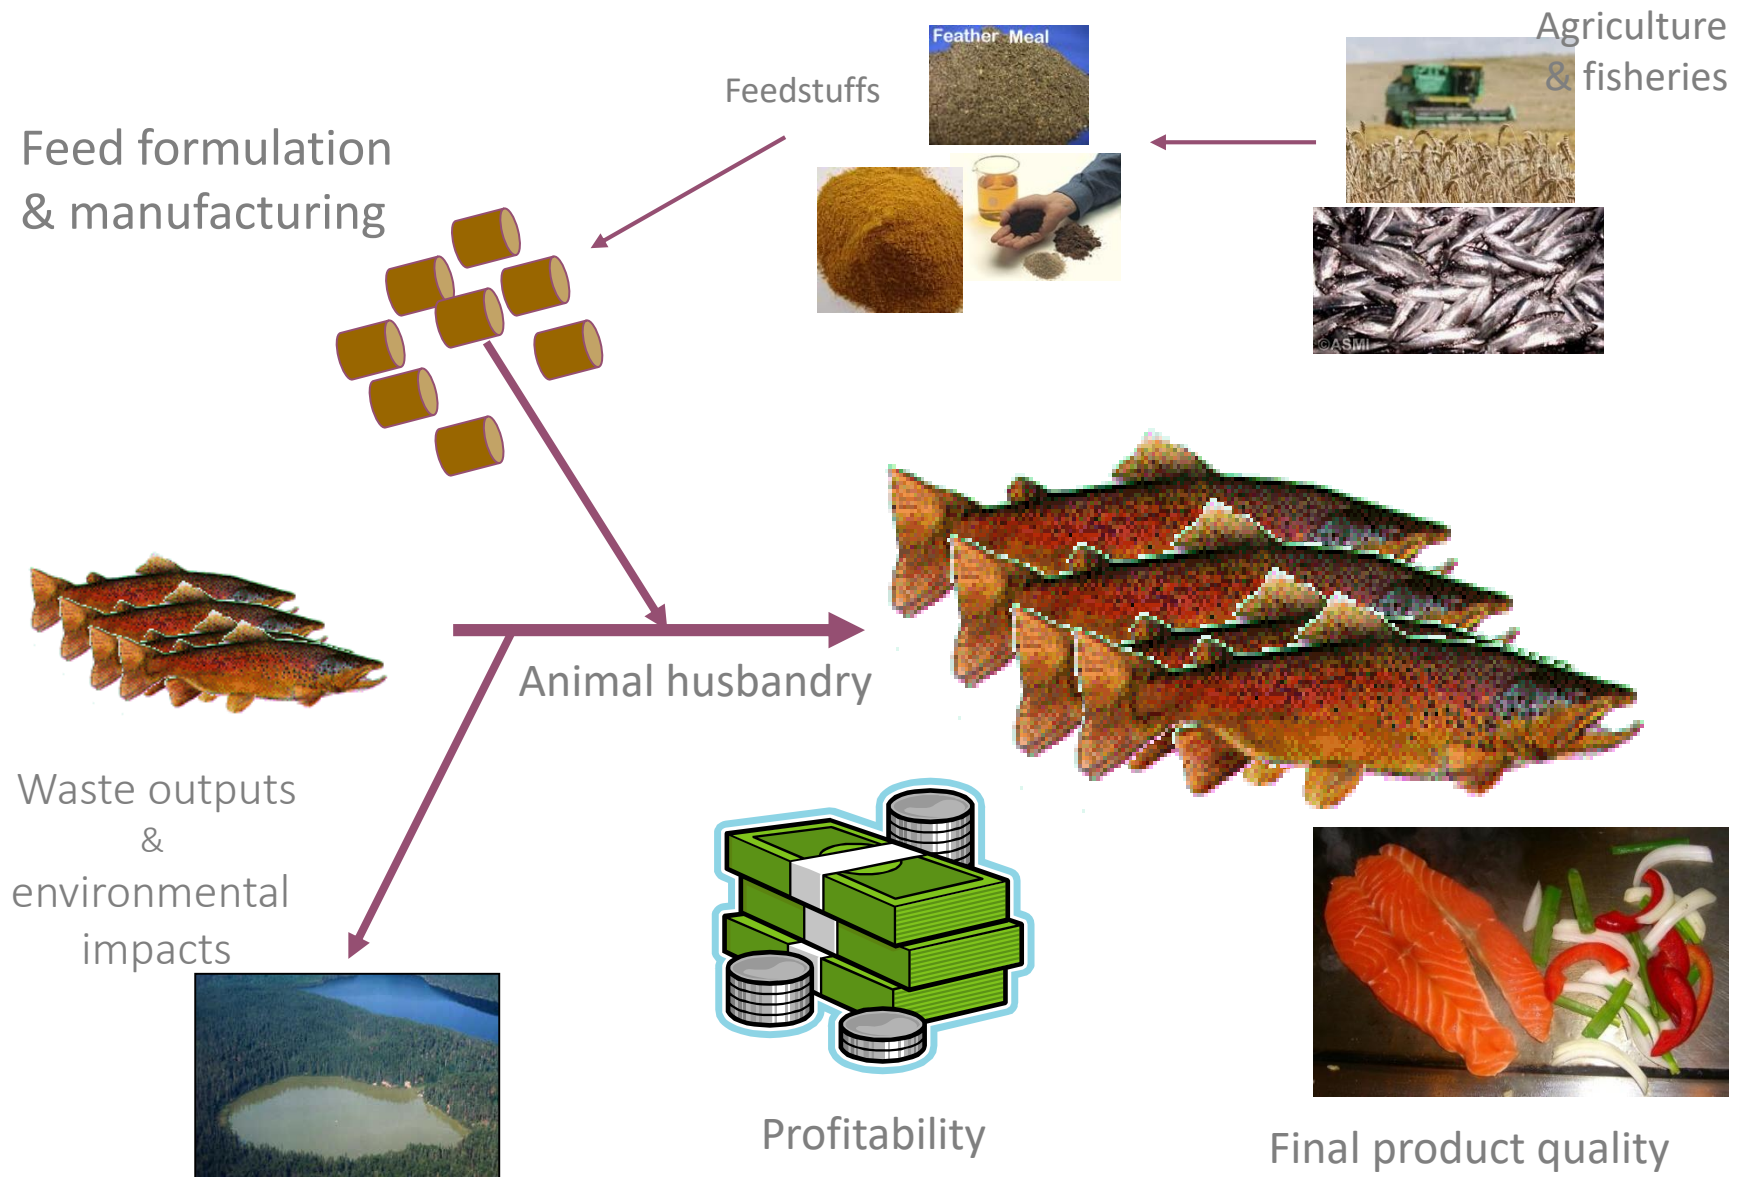 Feather Meal
Agriculture
& fisheries
Feedstuffs
Feed formulation
& manufacturing
©ASMI
Animal husbandry
Waste outputs
&
environmental
impacts
Profitability
Final product quality